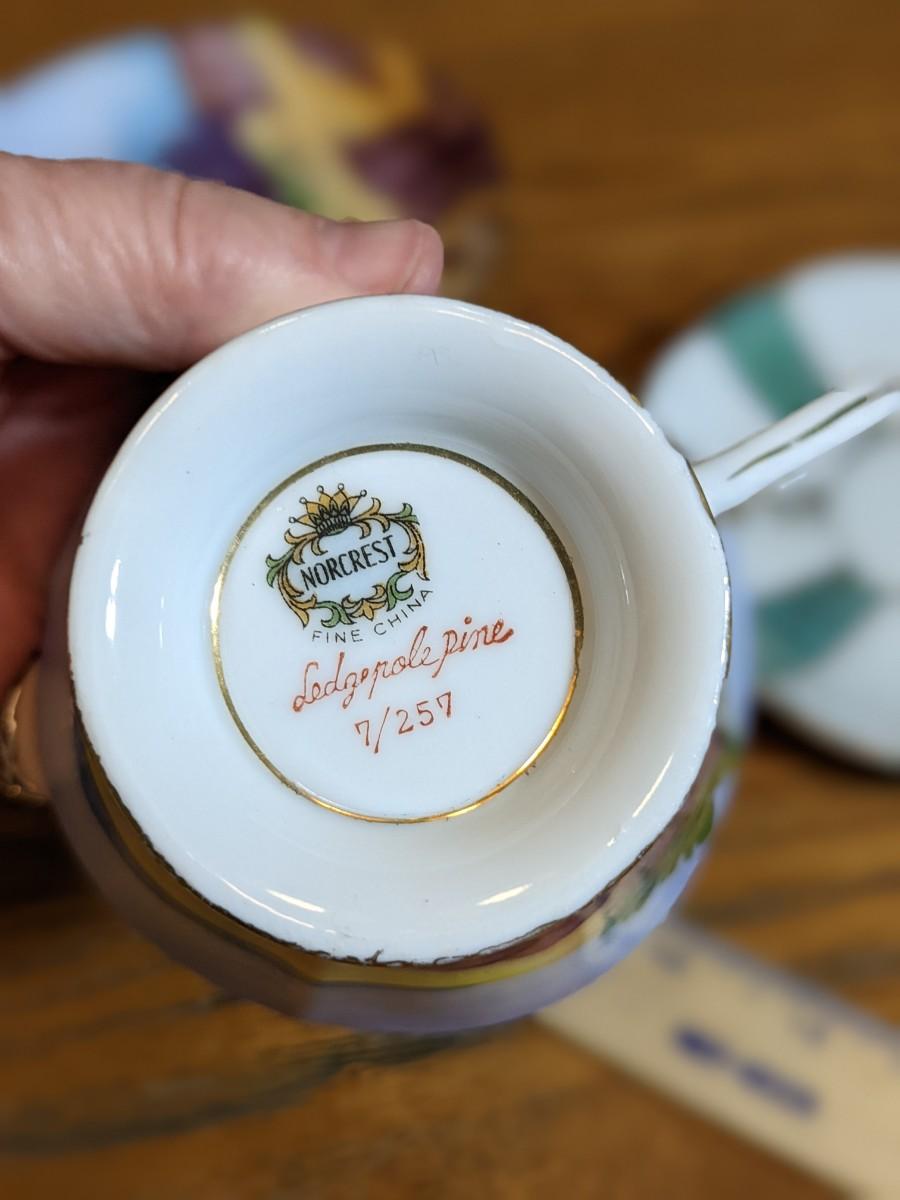 NORCREST
FINE CHINA
Ledgepole pine
7/257